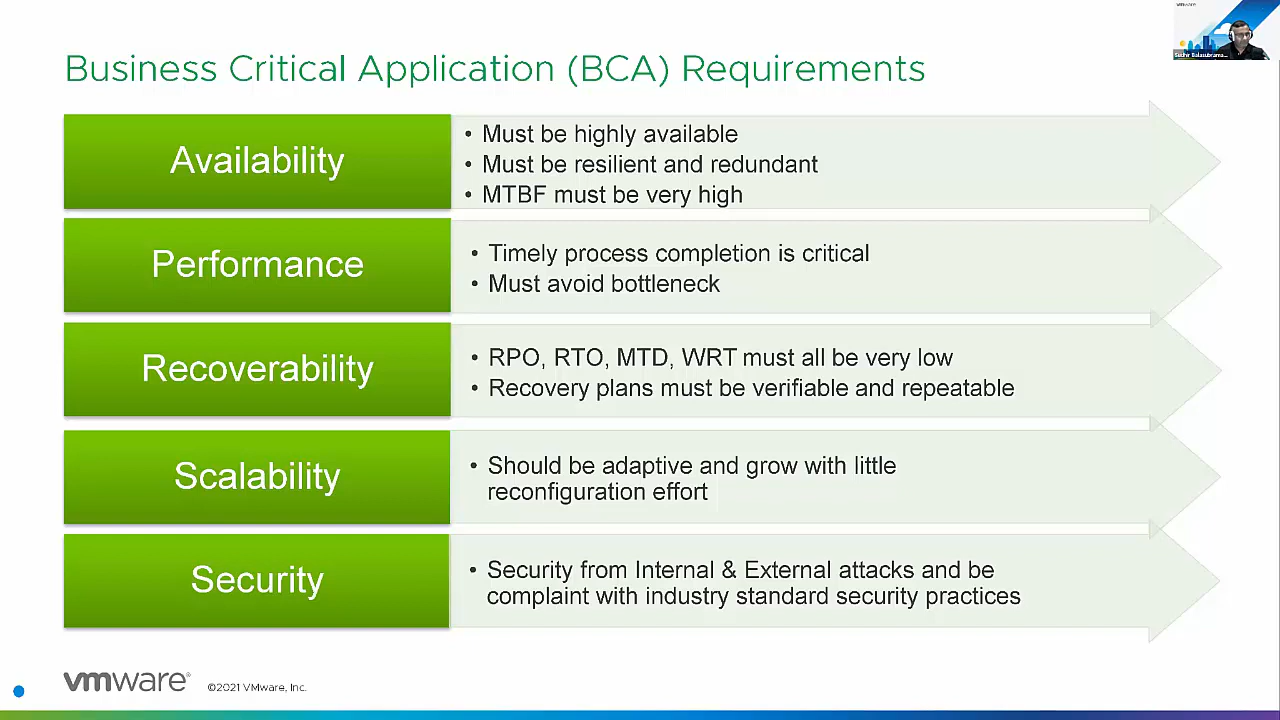 vmware
Sudhir Balasubrama...
Business Critical Application (BCA) Requirements
Availability
• Must be highly available
• Must be resilient and redundant
• MTBF must be very high
Performance
• Timely process completion is critical
• Must avoid bottleneck
Recoverability
• RPO, RTO, MTD, WRT must all be very low
• Recovery plans must be verifiable and repeatable
Scalability
• Should be adaptive and grow with little
reconfiguration effort
Security
• Security from Internal & External attacks and be
complaint with industry standard security practices
vmware®
©2021 VMware, Inc.